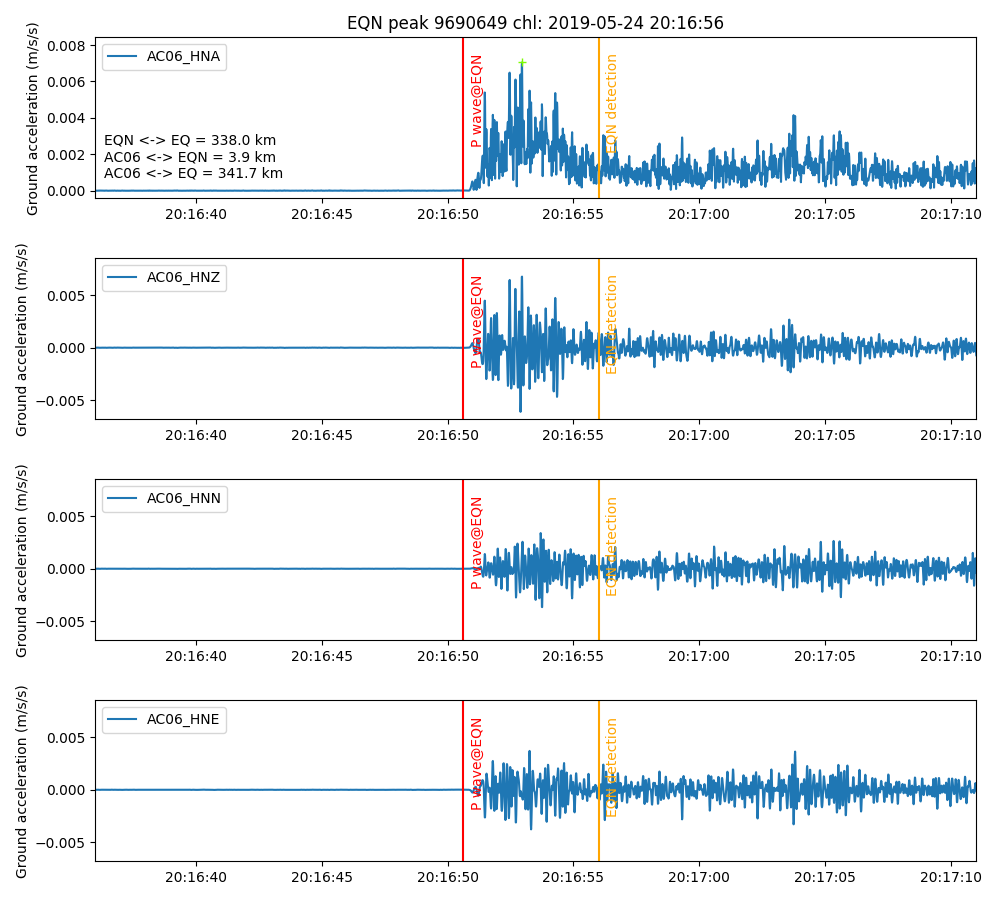 EQN peak 9690649 chl: 2019-05-24 20:16:56
Ground acceleration (m/s/s)
0.008
0.006
0.004
0.002
0.000
AC06_HNA
P wave@EQN
EQN detection
EQN <-> EQ = 338.0 km
AC06 <-> EQN = 3.9 km
AC06 <-> EQ = 341.7 km
20:16:40 20:16:45 20:16:50 20:16:55 20:17:00 20:17:05 20:17:10
Ground acceleration (m/s/s)
0.005
0.000
−0.005
AC06_HNZ
P wave@EQN
EQN detection
20:16:40 20:16:45 20:16:50 20:16:55 20:17:00 20:17:05 20:17:10
Ground acceleration (m/s/s)
0.005
0.000
−0.005
AC06_HNN
P wave@EQN
EQN detection
20:16:40 20:16:45 20:16:50 20:16:55 20:17:00 20:17:05 20:17:10
Ground acceleration (m/s/s)
0.005
0.000
−0.005
AC06_HNE
P wave@EQN
EQN detection
20:16:40 20:16:45 20:16:50 20:16:55 20:17:00 20:17:05 20:17:10